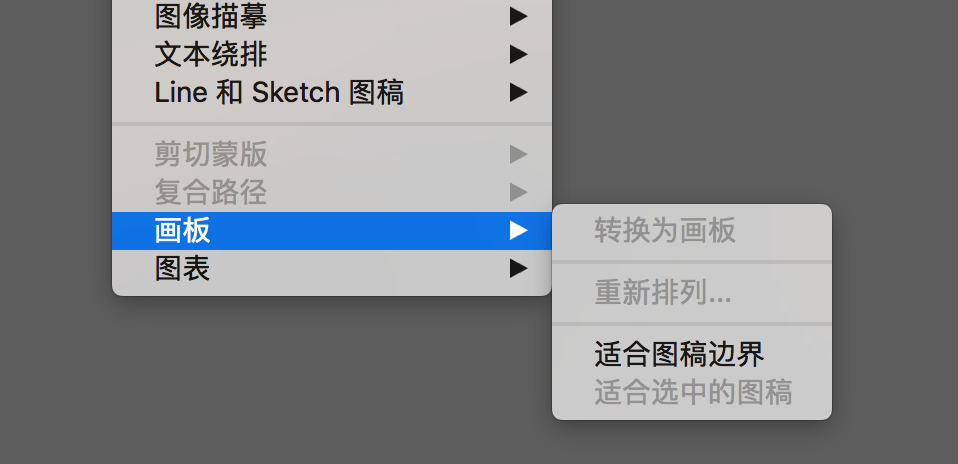 图像描摹
文本绕排
Line 和 Sketch 图稿
剪切蒙版
复合路径
画板
图表
转换为画板
重新排列...
适合图稿边界
适合选中的图稿